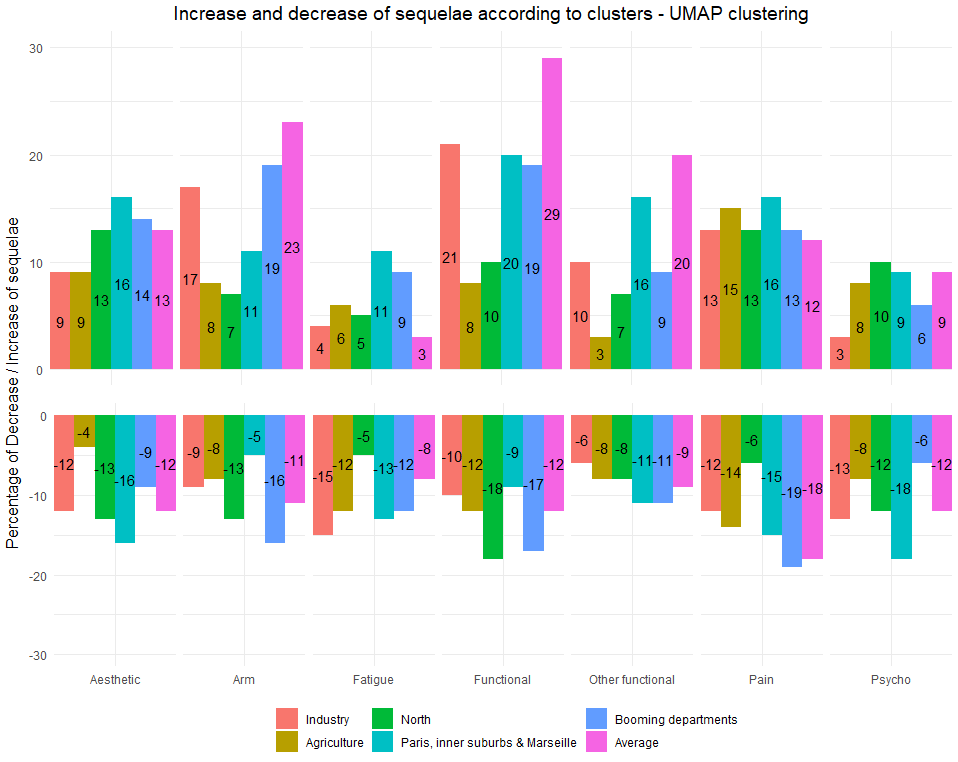 Increase and decrease of sequelae according to clusters - UMAP clustering
Percentage of Decrease / Increase of sequelae
30
20
10
0
9 9 13 16 14 13
17 8 7 11 19 23
4 6 5 11 9 3
21 8 10 20 19 29
10 3 7 16 9 20
13 15 13 16 13 12
3 8 10 9 6 9
0
-10
-20
-30
-12 -4 -13 -16 -9 -12
-9 -8 -13 -5 -16 -11
-15 -12 -5 -13 -12 -8
-10 -12 -18 -9 -17 -12
-6 -8 -8 -11 -11 -9
-12 -14 -6 -15 -19 -18
-13 -8 -12 -18 -6 -12
Aesthetic Arm Fatigue Functional Other functional Pain Psycho
Industry North Booming departments
Agriculture Paris, inner suburbs & Marseille Average